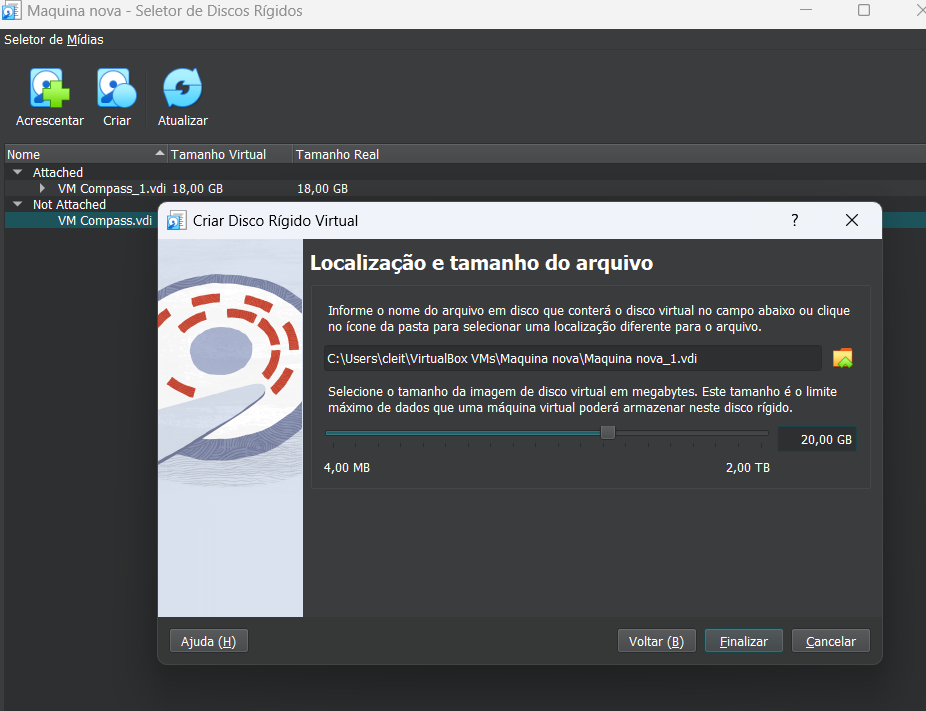 Maquina nova - Seletor de Discos Rígidos
Seletor de Mídias
Acrescentar Criar Atualizar
Nome Tamanho Virtual Tamanho Real
Attached
VM Compass_1.vdi 18,00 GB 18,00 GB
Not Attached
VM Compass.vdi
Criar Disco Rígido Virtual ?
Localização e tamanho do arquivo
Informe o nome do arquivo em disco que conterá o disco virtual no campo abaixo ou clique
no ícone da pasta para selecionar uma localização diferente para o arquivo.
C:\Users\cleit\VirtualBox VMs\Maquina nova\Maquina nova_1.vdi
Selecione o tamanho da imagem de disco virtual em megabytes. Este tamanho é o limite
máximo de dados que uma máquina virtual poderá armazenar neste disco rígido.
20,00 GB
4,00 MB 2,00 TB
Ajuda (H) Voltar (B) Finalizar Cancelar